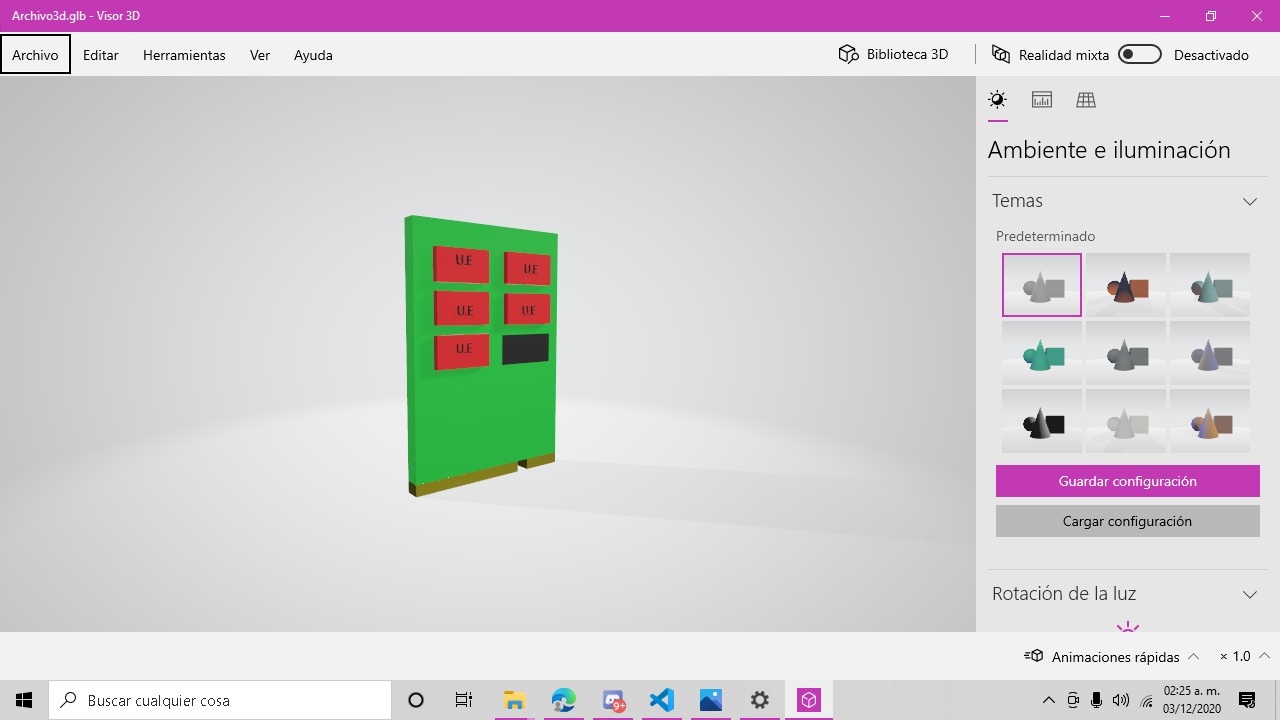 Archivo3d.glb - Visor 3D
Archivo Editar Herramientas Ver Ayuda Biblioteca 3D Realidad mixta Desactivado
Ambiente e iluminación
Temas
Predeterminado
U.E U.E
U.E U.E
U.E
Guardar configuración
Cargar configuración
Rotación de la luz
Animaciones rápidas × 1.0
Buscar cualquier cosa 9+ 02:25 a. m.
03/12/2020